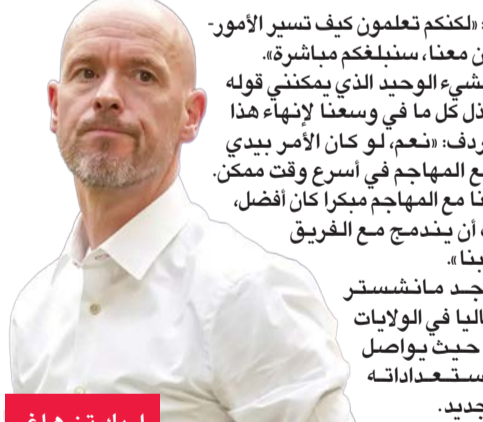 : «لكنكم تعلمون كيف تسير الأمور-
ن معنا، سنبلغكم مباشرة».
شيء الوحيد الذي يمكنني قوله
ذل كل ما في وسعنا لإنهاء هذا
ردف: «نعم، لو كان الأمر بيدي
ع المهاجم في أسرع وقت ممكن.
نا مع المهاجم مبكرا كان أفضل،
أن يندمج مع الفريق
بنا».
جد مانشستر
اليا في الولايات
حيث يواصل
ستعداداته
جديد.